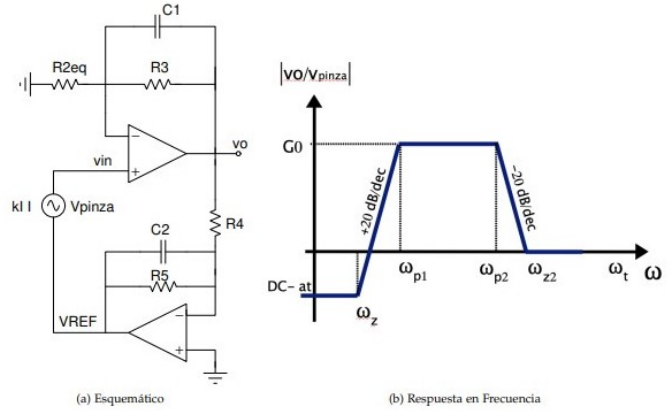 C1
R2eq
R3
−
+
vin
vo
kI I
Vpinza
R4
C2
R5
VREF
−
+
(a) Esquemático
|VO/Vpinza|
G0
+20 dB/dec
−20 dB/dec
DC- at
ωz
ωp1
ωp2
ωz2
ωt
ω
(b) Respuesta en Frecuencia